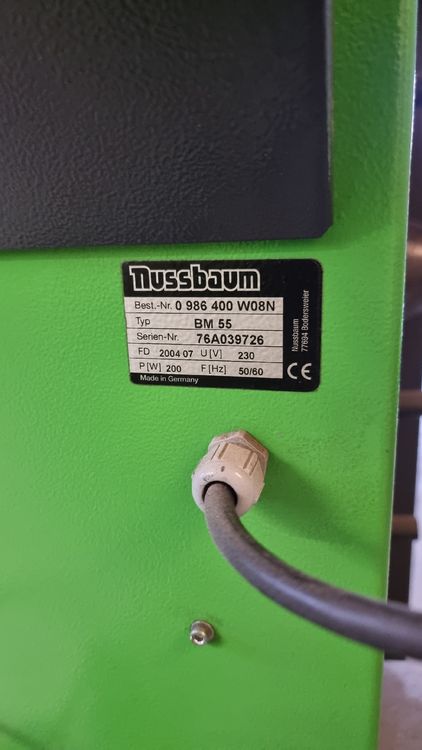 Nussbaum
Best.-Nr. 0 986 400 W08N
Typ BM 55
Serien-Nr. 76A039726
FD 2004 07 U [V] 230
P [W] 200 F [Hz] 50/60
Made in Germany
Nussbaum
77694 Bodersweier
CE